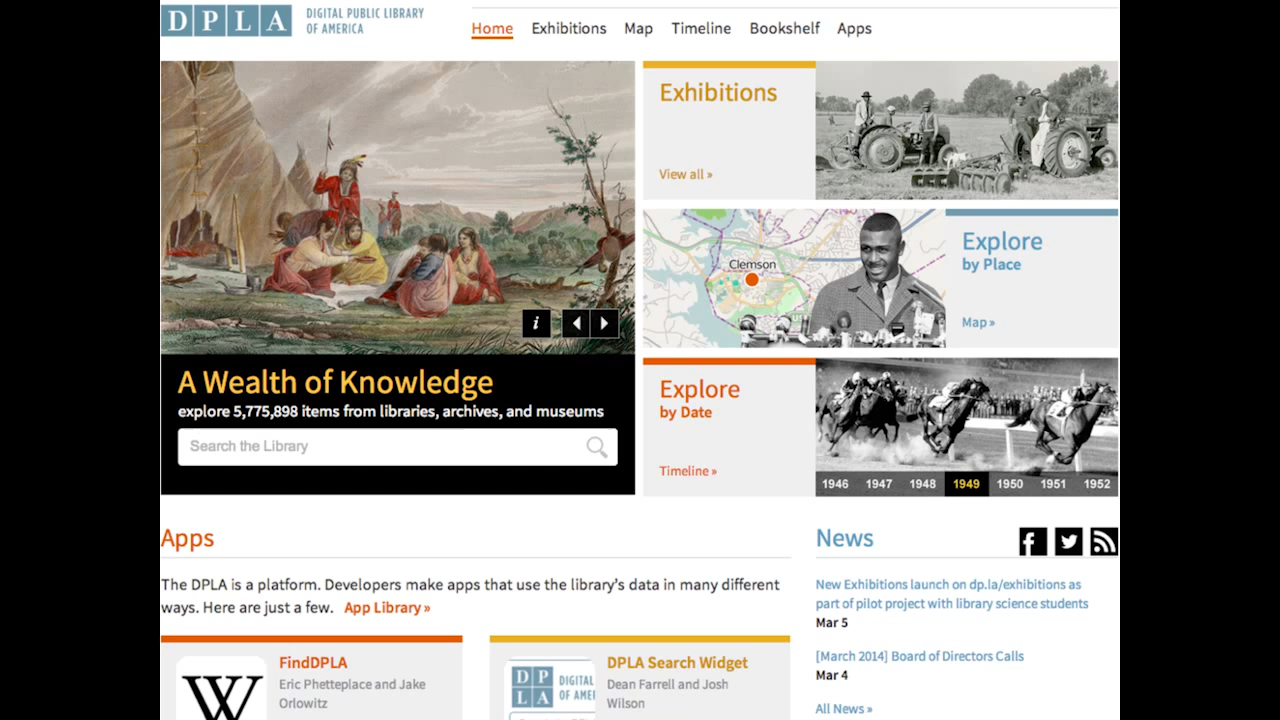 DPLA
DIGITAL PUBLIC LIBRARY
OF AMERICA
Home Exhibitions Map Timeline Bookshelf Apps
Exhibitions
View all »
Clemson
Explore
by Place
Map »
i
A Wealth of Knowledge
explore 5,775,898 items from libraries, archives, and museums
Search the Library
Explore
by Date
Timeline »
1946 1947 1948 1949 1950 1951 1952
Apps
The DPLA is a platform. Developers make apps that use the library's data in many different
ways. Here are just a few. App Library »
W
FindDPLA
Eric Phetteplace and Jake
Orlowitz
DP
LA
DIGITAL
OF AME
DPLA Search Widget
Dean Farrell and Josh
Wilson
News
New Exhibitions launch on dp.la/exhibitions as
part of pilot project with library science students
Mar 5
[March 2014] Board of Directors Calls
Mar 4
All News »